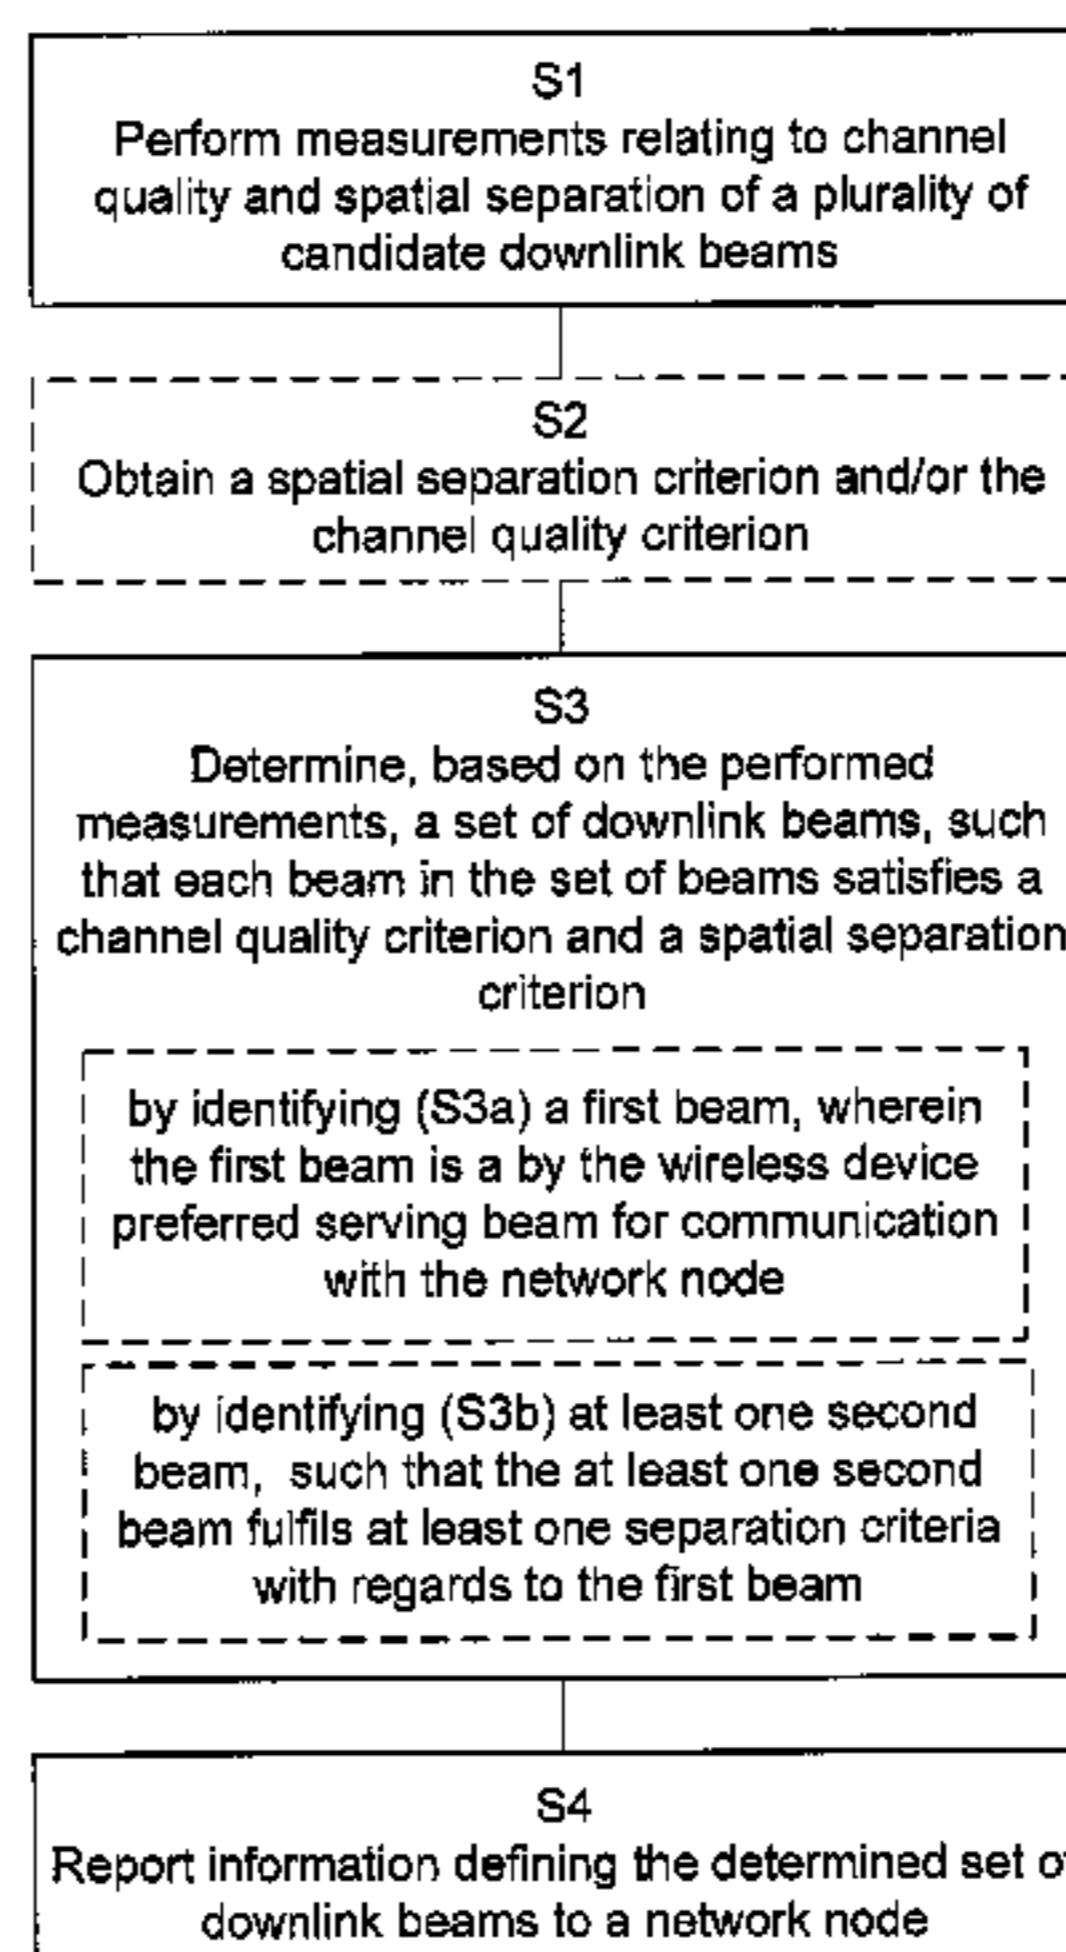 S1
Perform measurements relating to channel
quality and spatial separation of a plurality of
candidate downlink beams
S2
Obtain a spatial separation criterion and/or the
channel quality criterion
S3
Determine, based on the performed
measurements, a set of downlink beams, such
that each beam in the set of beams satisfies a
channel quality criterion and a spatial separation
criterion
by identifying (S3a) a first beam, wherein
the first beam is a by the wireless device
preferred serving beam for communication
with the network node
by identifying (S3b) at least one second
beam, such that the at least one second
beam fulfils at least one separation criteria
with regards to the first beam
S4
Report information defining the determined set of
downlink beams to a network node